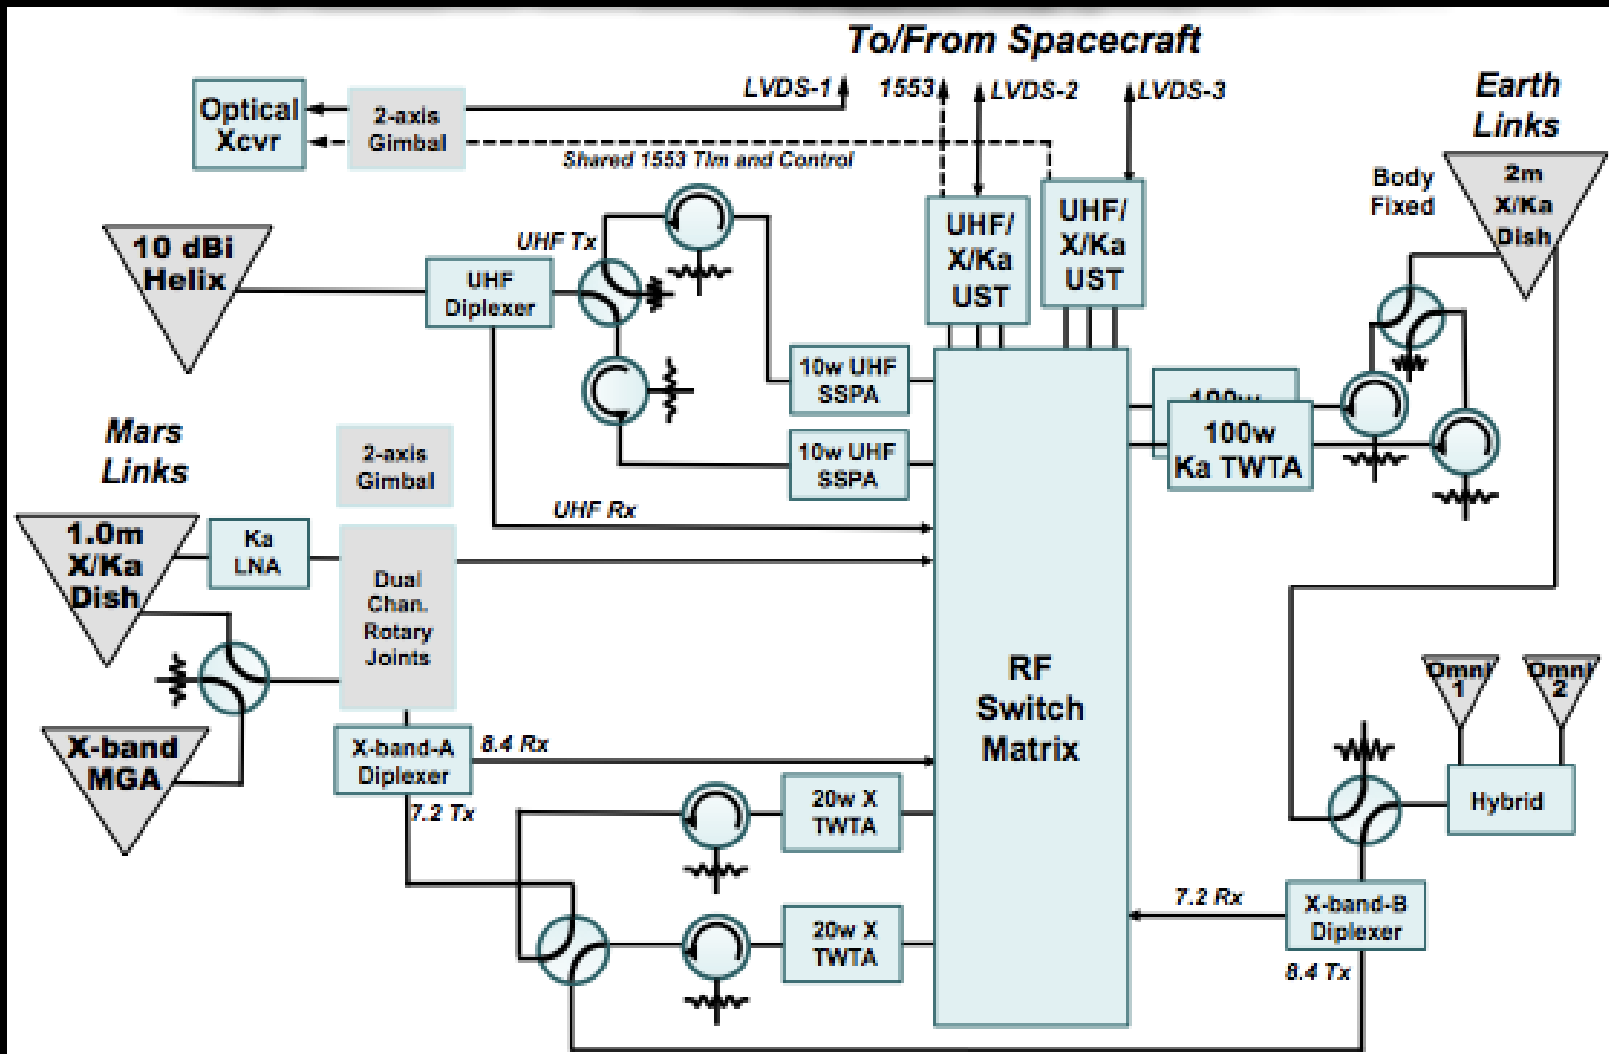 To/From Spacecraft
LVDS-1
1553
LVDS-2
LVDS-3
Earth
Links
Optical
Xcvr
2-axis
Gimbal
Shared 1553 Tlm and Control
Body
Fixed
2m
X/Ka
Dish
UHF/
X/Ka
UST
UHF/
X/Ka
UST
10 dBi
Helix
UHF Tx
UHF
Diplexer
10w UHF
SSPA
10w UHF
SSPA
100w
100w
Ka TWTA
Mars
Links
2-axis
Gimbal
UHF Rx
1.0m
X/Ka
Dish
Ka
LNA
Dual
Chan.
Rotary
Joints
RF
Switch
Matrix
Omni
1
Omni
2
X-band
MGA
X-band-A
Diplexer
8.4 Rx
7.2 Tx
20w X
TWTA
Hybrid
20w X
TWTA
7.2 Rx
X-band-B
Diplexer
8.4 Tx